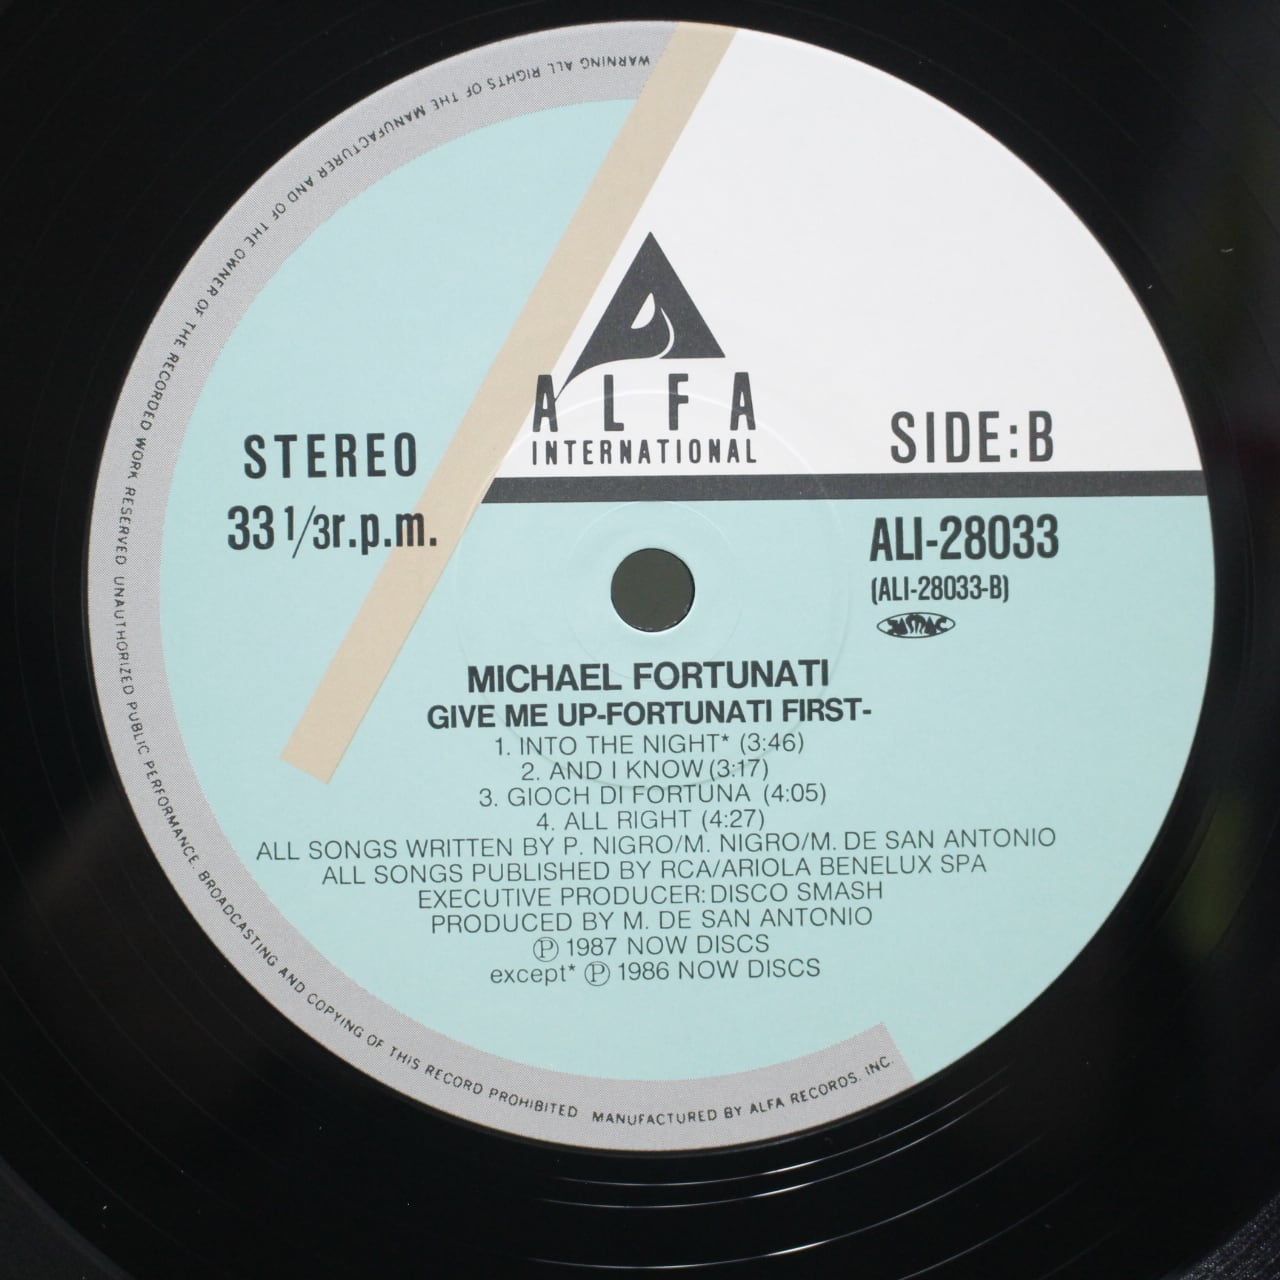 ALFA
INTERNATIONAL
STEREO
33 1/3r.p.m.
SIDE:B
ALI-28033
(ALI-28033-B)
JASRAC
MICHAEL FORTUNATI
GIVE ME UP-FORTUNATI FIRST-
1. INTO THE NIGHT* (3:46)
2. AND I KNOW (3:17)
3. GIOCH DI FORTUNA (4:05)
4. ALL RIGHT (4:27)
ALL SONGS WRITTEN BY P. NIGRO/M. NIGRO/M. DE SAN ANTONIO
ALL SONGS PUBLISHED BY RCA/ARIOLA BENELUX SPA
EXECUTIVE PRODUCER: DISCO SMASH
PRODUCED BY M. DE SAN ANTONIO
Ⓟ 1987 NOW DISCS
except* Ⓟ 1986 NOW DISCS
WARNING ALL RIGHTS OF THE MANUFACTURER AND OF THE OWNER OF THE RECORDED WORK RESERVED UNAUTHORIZED PUBLIC PERFORMANCE. BROADCASTING AND COPYING OF THIS RECORD PROHIBITED MANUFACTURED BY ALFA RECORDS. INC.